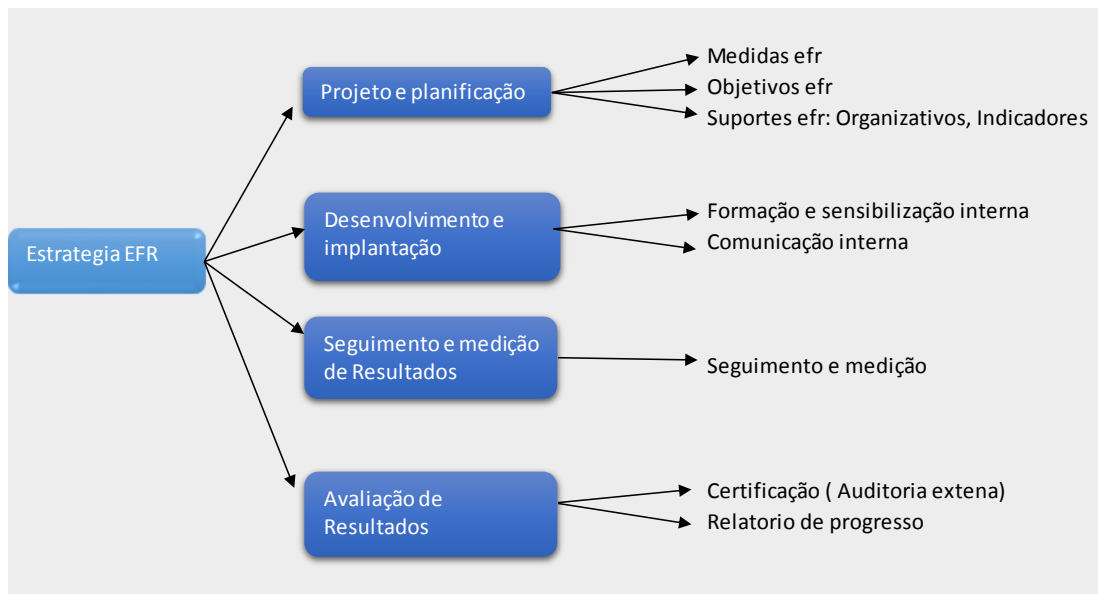 Estrategia EFR
Projeto e planificação
Medidas efr
Objetivos efr
Suportes efr: Organizativos, Indicadores
Desenvolvimento e
implantação
Formação e sensibilização interna
Comunicação interna
Seguimento e medição
de Resultados
Seguimento e medição
Avaliação de
Resultados
Certificação ( Auditoria extena)
Relatorio de progresso